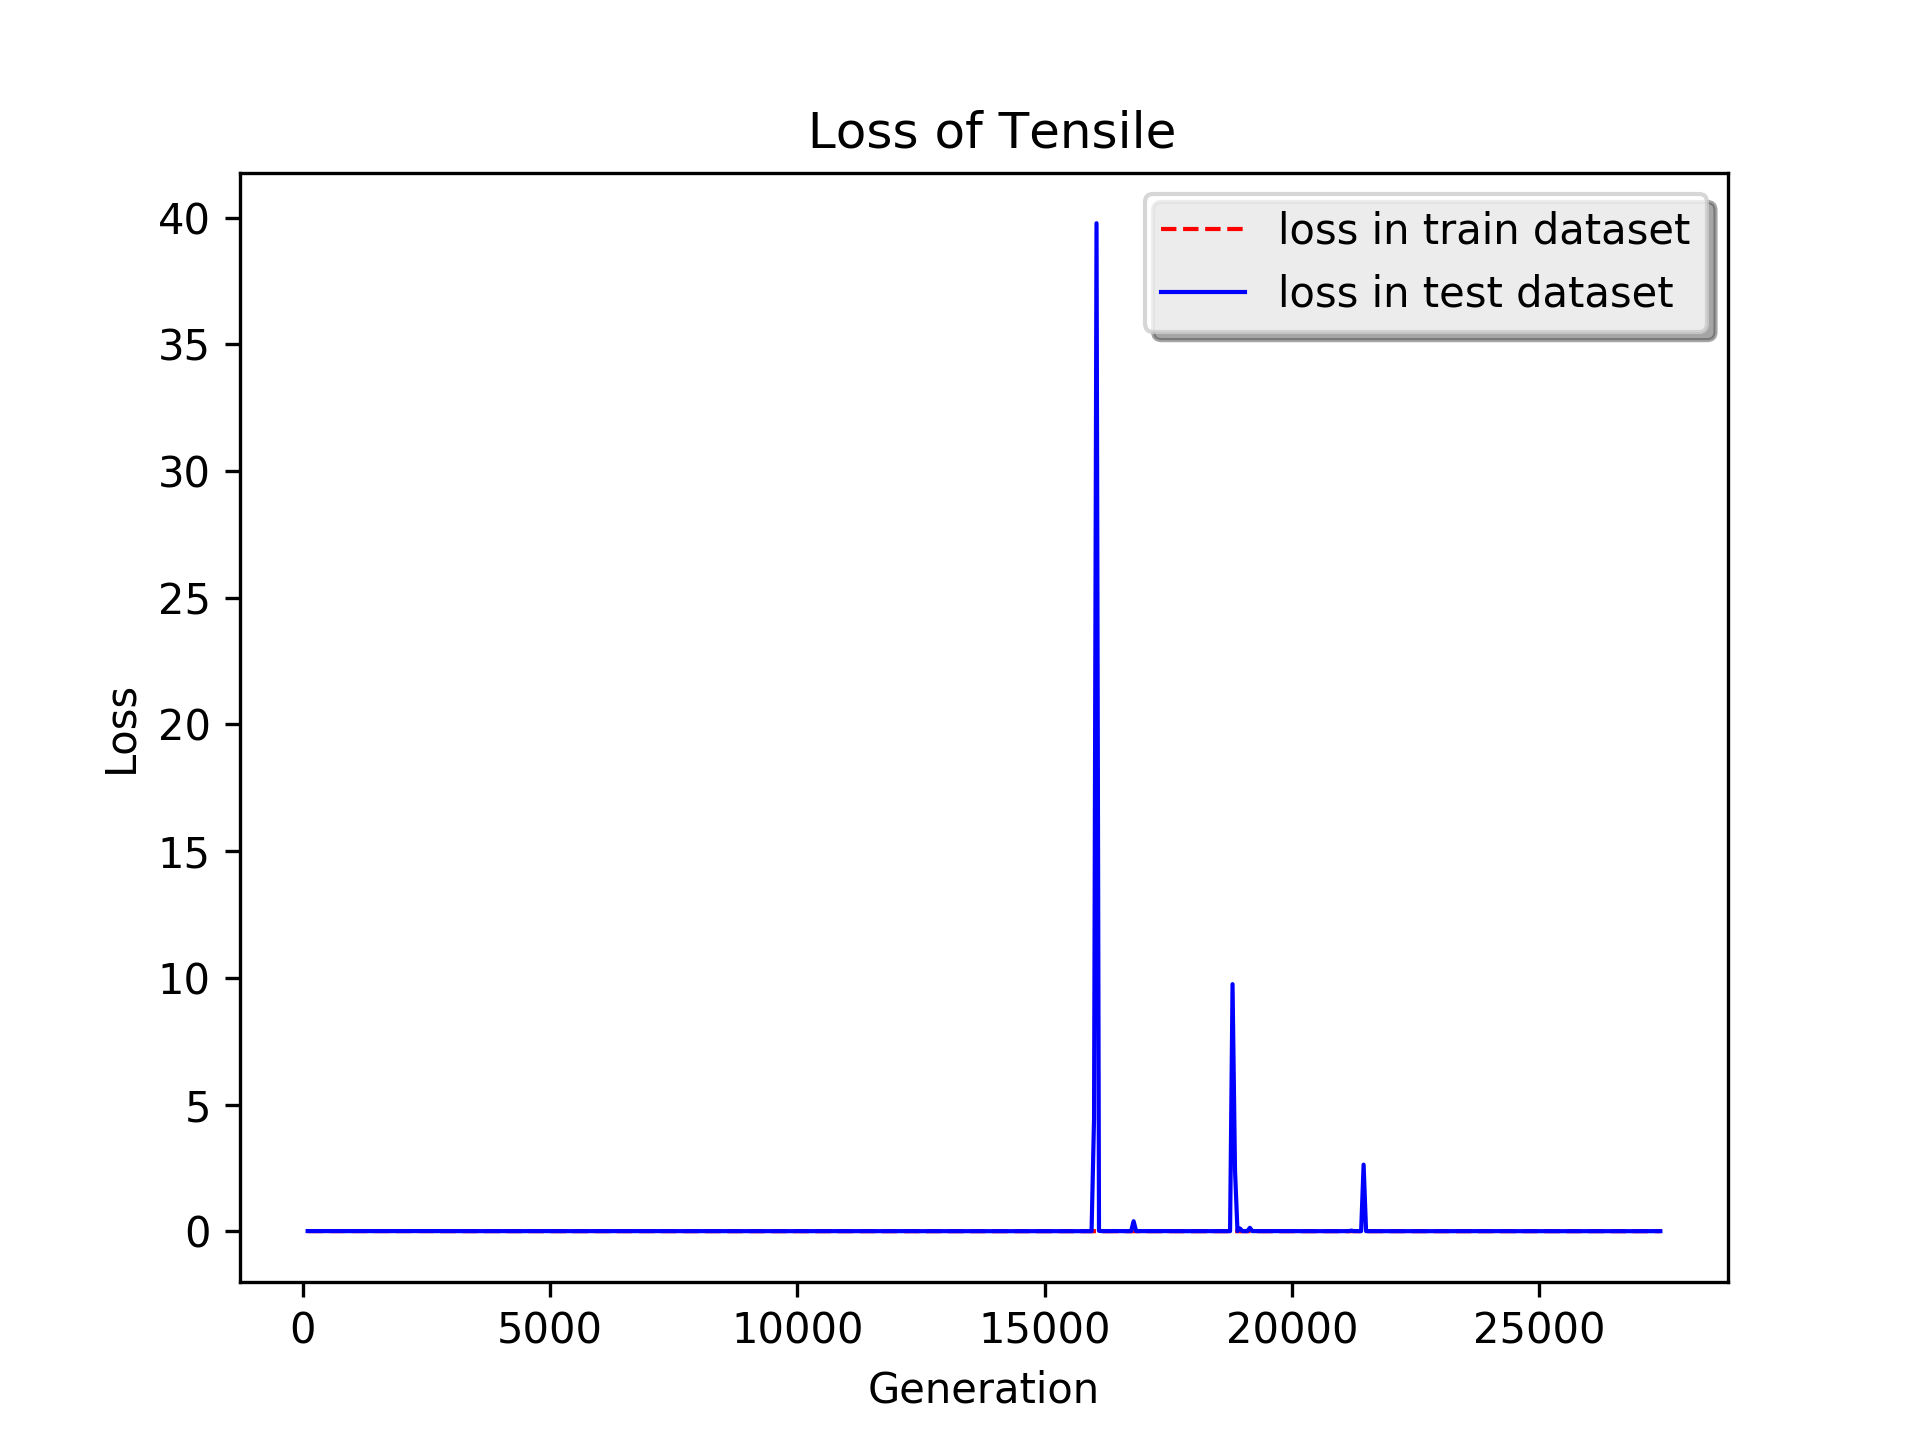 Loss of Tensile
loss in train dataset
loss in test dataset
40
35
30
25
20
15
10
5
0
Loss
0 5000 10000 15000 20000 25000
Generation